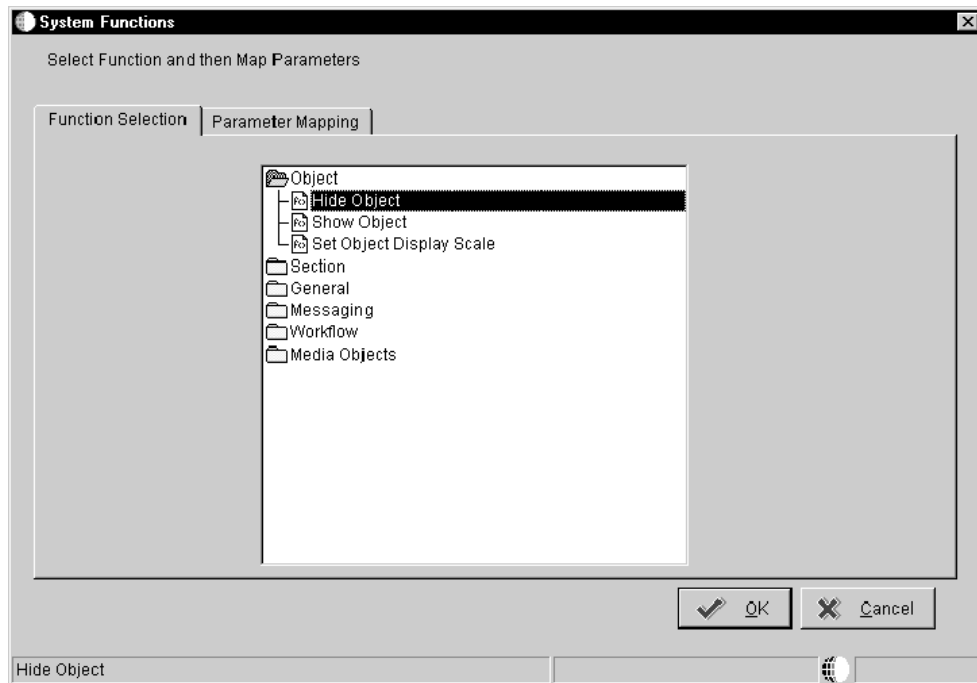 System Functions
Select Function and then Map Parameters
Function Selection
Parameter Mapping
Object
Hide Object
Show Object
Set Object Display Scale
Section
General
Messaging
Workflow
Media Objects
OK
Cancel
Hide Object